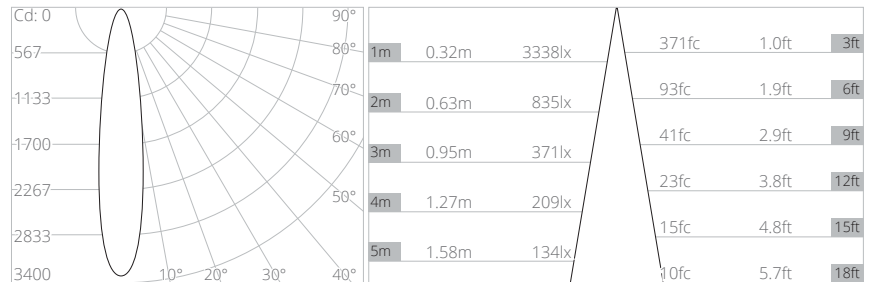 Cd: 0
567
1133
1700
2267
2833
3400
90°
80°
70°
60°
50°
10° 20° 30° 40°
1m 0.32m 3338lx
2m 0.63m 835lx
3m 0.95m 371lx
4m 1.27m 209lx
5m 1.58m 134lx
371fc 1.0ft 3ft
93fc 1.9ft 6ft
41fc 2.9ft 9ft
23fc 3.8ft 12ft
15fc 4.8ft 15ft
10fc 5.7ft 18ft